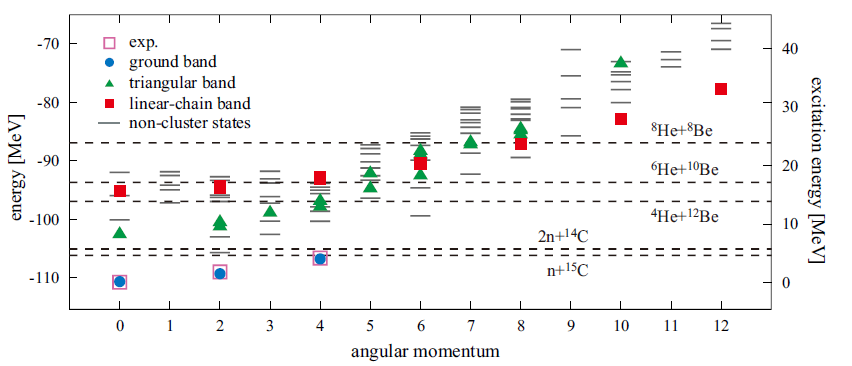 energy [MeV]
-70
-80
-90
-100
-110
exp.
ground band
triangular band
linear-chain band
non-cluster states
⁸He+⁸Be
⁶He+¹⁰Be
⁴He+¹²Be
2n+¹⁴C
n+¹⁵C
40
30
20
10
0
excitation energy [MeV]
0 1 2 3 4 5 6 7 8 9 10 11 12
angular momentum